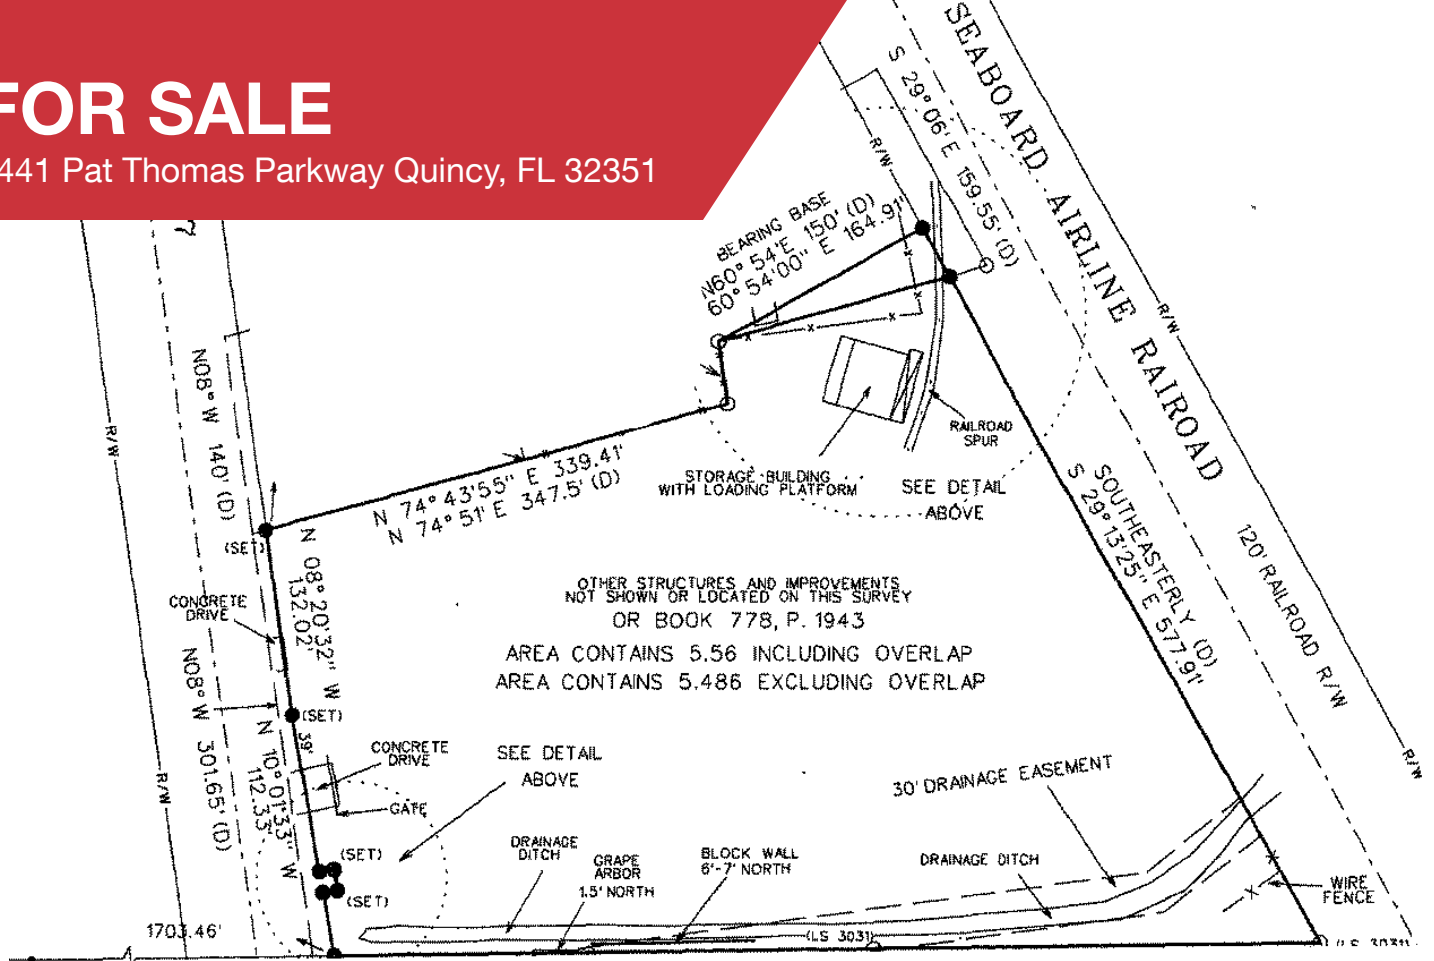 FOR SALE
441 Pat Thomas Parkway Quincy, FL 32351
SEABOARD AIRLINE RAIROAD
S 29° 06' E 159.55' (D)
R/W
BEARING BASE
N60° 54'E 150' (D)
60° 54'00" E 164.91'
R/W
7
N08° W 140' (D)
R/W
RAILROAD
SPUR
STORAGE BUILDING
WITH LOADING PLATFORM
SEE DETAIL
ABOVE
N 74° 43'55" E 339.41'
N 74° 51' E 347.5' (D)
(SET)
SOUTHEASTERLY (D)
S 29° 13'25" E 577.91'
120' RAILROAD R/W
N 08° 20'32" W
132.02'
CONCRETE
DRIVE
OTHER STRUCTURES AND IMPROVEMENTS
NOT SHOWN OR LOCATED ON THIS SURVEY
OR BOOK 778, P. 1943
AREA CONTAINS 5.56 INCLUDING OVERLAP
AREA CONTAINS 5.486 EXCLUDING OVERLAP
N08° W 301.65' (D)
(SET)
39'
N 10° 01'33" W
112.33'
CONCRETE
DRIVE
SEE DETAIL
ABOVE
GATE
R/W
R/W
30' DRAINAGE EASEMENT
(SET)
(SET)
DRAINAGE
DITCH
GRAPE
ARBOR
1.5' NORTH
BLOCK WALL
6'-7' NORTH
DRAINAGE DITCH
WIRE
FENCE
1703.46'
(LS 3031)
(LS 3031)